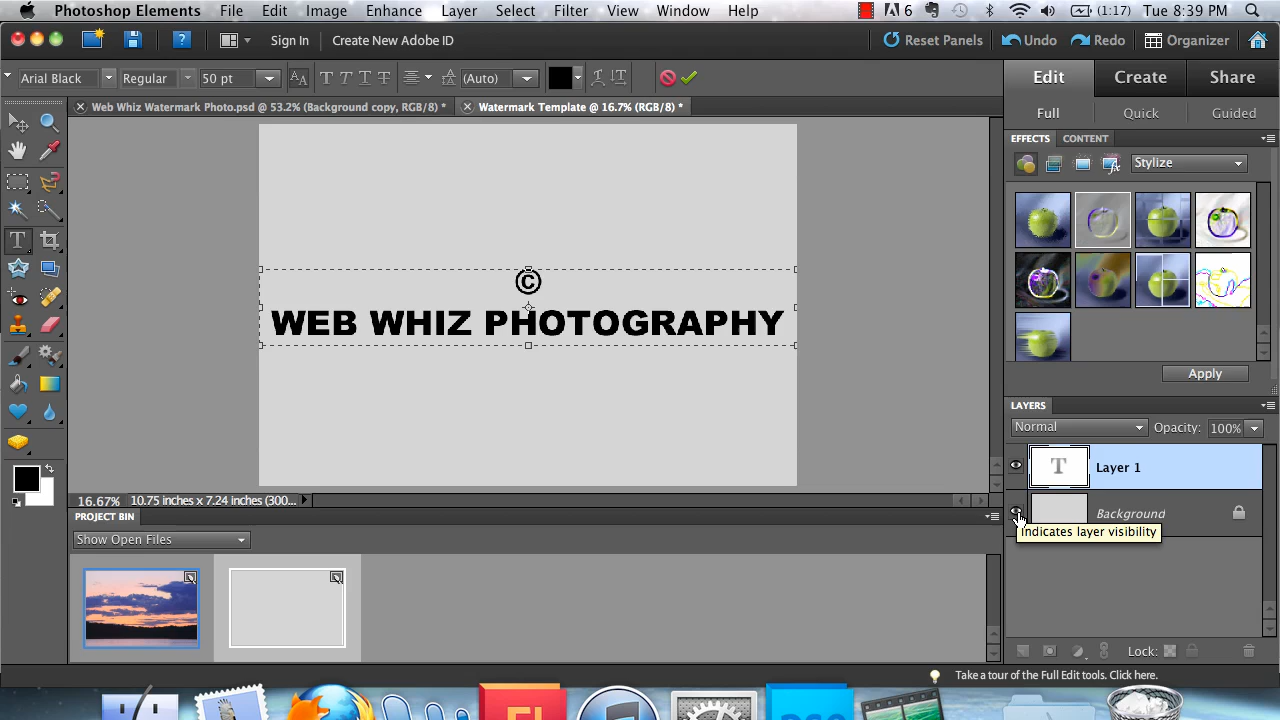 Photoshop Elements File Edit Image Enhance Layer Select Filter View Window Help 6 (1:17) Tue 8:39 PM
Sign In Create New Adobe ID Reset Panels Undo Redo Organizer
Arial Black Regular 50 pt (Auto) Edit Create Share
Web Whiz Watermark Photo.psd @ 53.2% (Background copy, RGB/8) * Watermark Template @ 16.7% (RGB/8) *
Full Quick Guided
EFFECTS CONTENT
Stylize
©
WEB WHIZ PHOTOGRAPHY
Apply
LAYERS
Normal Opacity: 100%
T Layer 1
Background
Indicates layer visibility
16.67% 10.75 inches x 7.24 inches (300...
PROJECT BIN
Show Open Files
Lock:
Take a tour of the Full Edit tools. Click here.